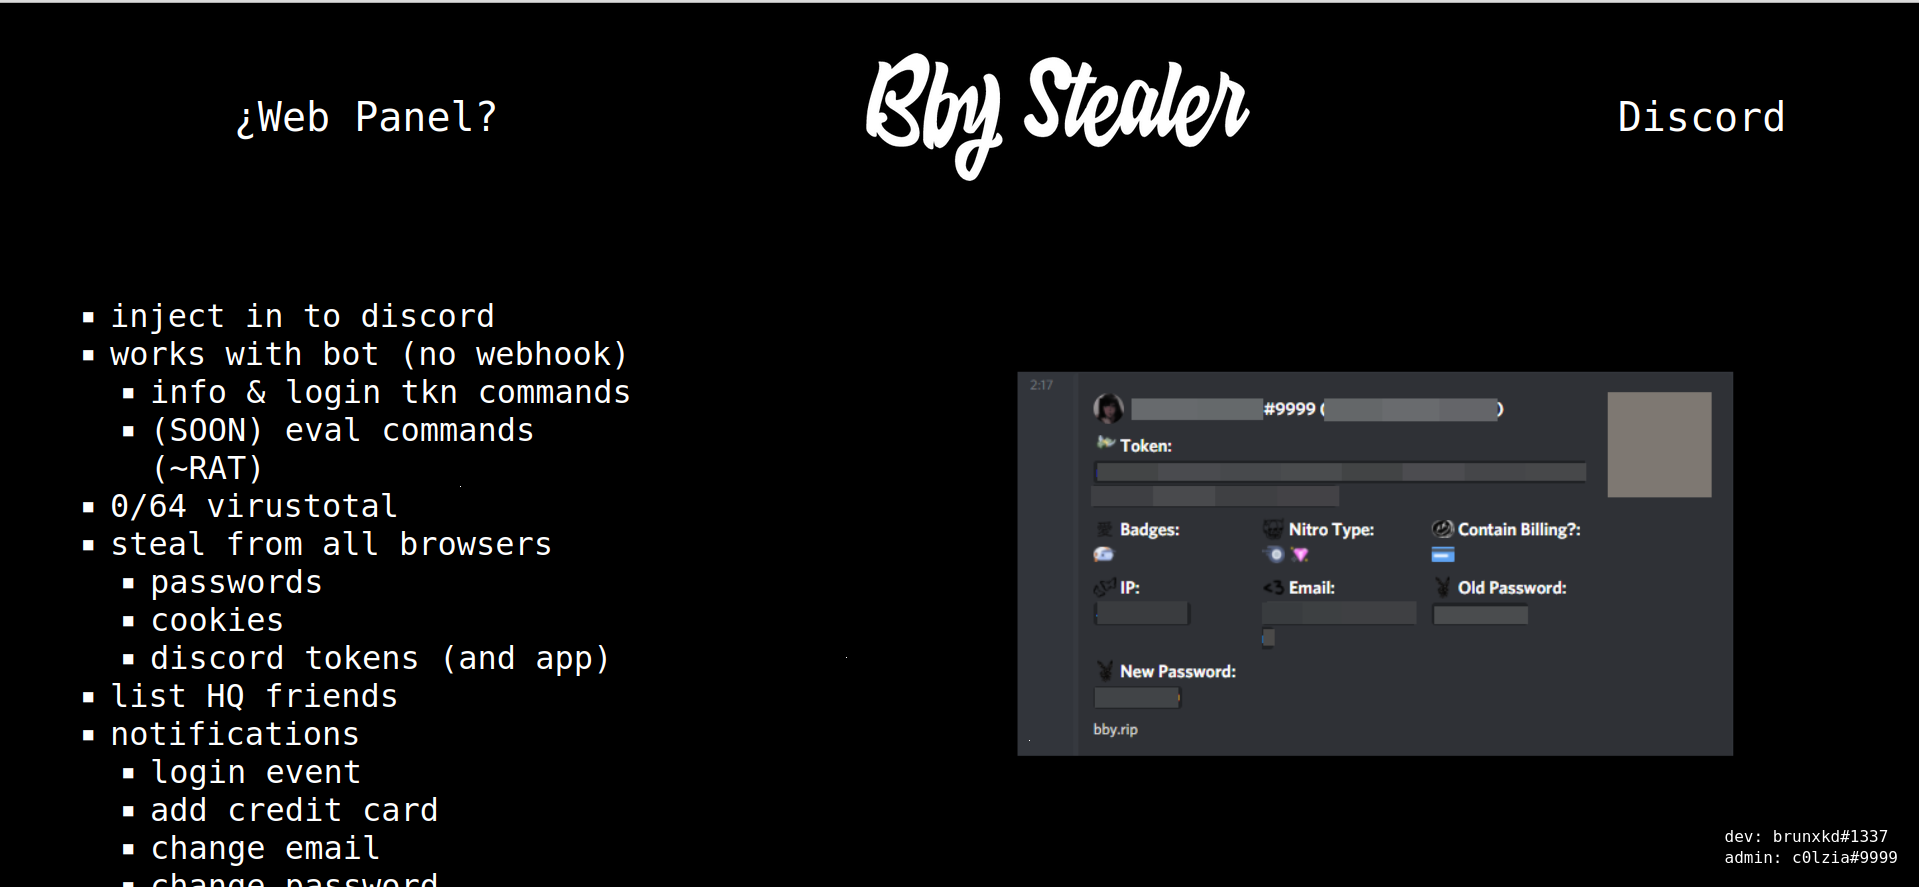 ¿Web Panel?
Bby Stealer
Discord
▪ inject in to discord
▪ works with bot (no webhook)
▪ info & login tkn commands
▪ (SOON) eval commands
(~RAT)
▪ 0/64 virustotal
▪ steal from all browsers
▪ passwords
▪ cookies
▪ discord tokens (and app)
▪ list HQ friends
▪ notifications
▪ login event
▪ add credit card
▪ change email
▪ change password
2:17
#9999 ( )
Token:
Badges: Nitro Type: Contain Billing?:
IP: <3 Email: Old Password:
New Password:
bby.rip
dev: brunxkd#1337
admin: c0lzia#9999